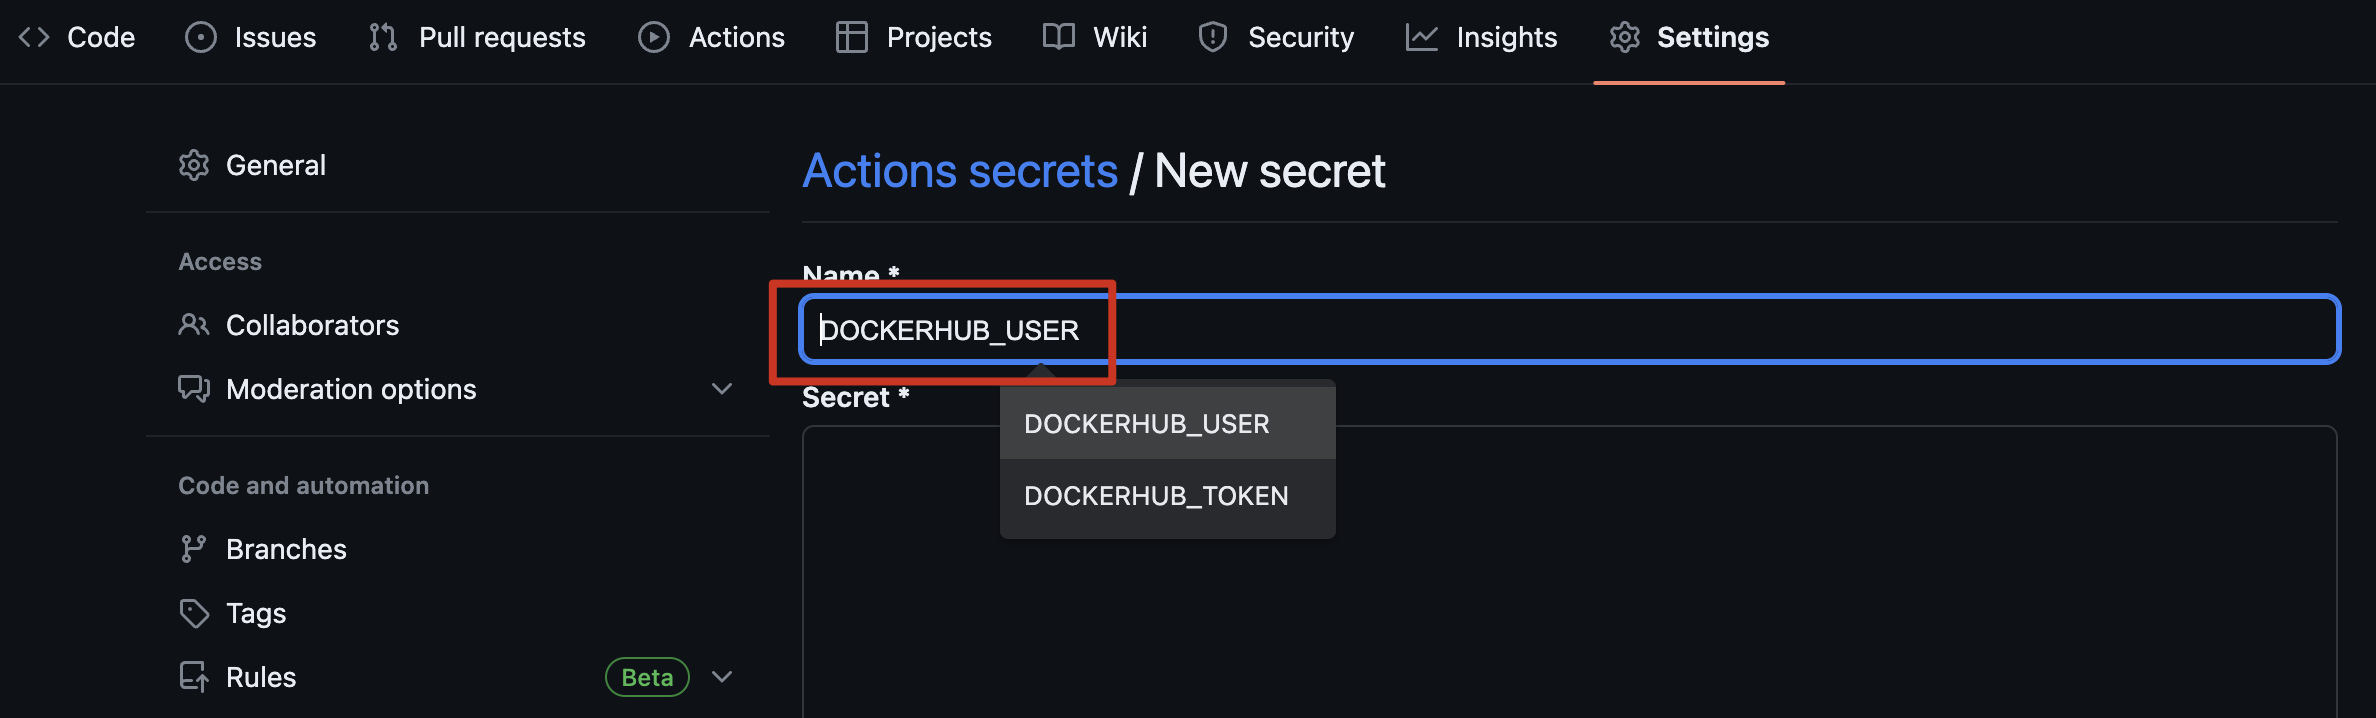 Code Issues Pull requests Actions Projects Wiki Security Insights Settings
General
Access
Collaborators
Moderation options
Code and automation
Branches
Tags
Rules Beta
Actions secrets / New secret
Name *
DOCKERHUB_USER
Secret *
DOCKERHUB_USER
DOCKERHUB_TOKEN